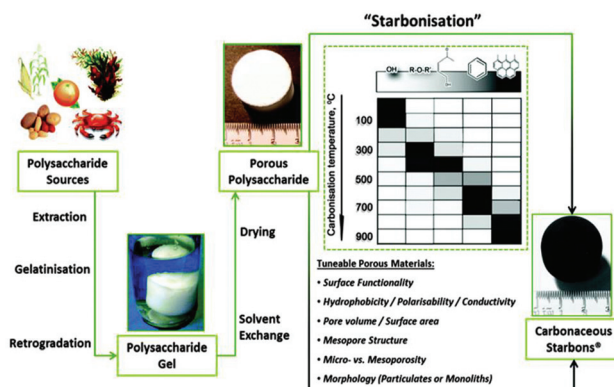 “Starbonisation”
OH
R-O-R'
Carbonisation temperature, ºC
100
300
500
700
900
Polysaccharide
Sources
Extraction
Gelatinisation
Retrogradation
Polysaccharide
Gel
Porous
Polysaccharide
Drying
Solvent
Exchange
Tuneable Porous Materials:
• Surface Functionality
• Hydrophobicity / Polarisability / Conductivity
• Pore volume / Surface area
• Mesopore Structure
• Micro- vs. Mesoporosity
• Morphology (Particulates or Monoliths)
Carbonaceous
Starbons®